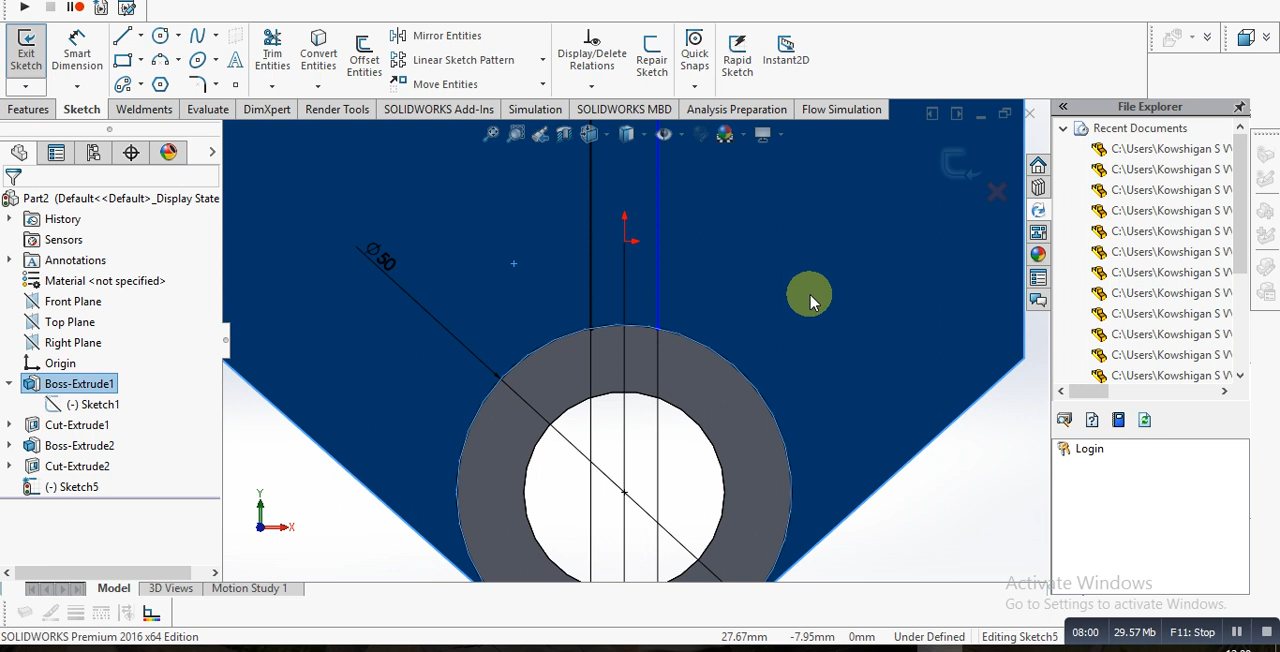 Exit Sketch
Smart Dimension
Trim Entities
Convert Entities
Offset Entities
Mirror Entities
Linear Sketch Pattern
Move Entities
Display/Delete Relations
Repair Sketch
Quick Snaps
Rapid Sketch
Instant2D
Features
Sketch
Weldments
Evaluate
DimXpert
Render Tools
SOLIDWORKS Add-Ins
Simulation
SOLIDWORKS MBD
Analysis Preparation
Flow Simulation
File Explorer
Recent Documents
C:\Users\Kowshigan S
C:\Users\Kowshigan S
C:\Users\Kowshigan S
C:\Users\Kowshigan S
C:\Users\Kowshigan S
C:\Users\Kowshigan S
C:\Users\Kowshigan S
C:\Users\Kowshigan S
C:\Users\Kowshigan S
C:\Users\Kowshigan S
C:\Users\Kowshigan S
C:\Users\Kowshigan S
Login
Part2 (Default<<Default>_Display State
History
Sensors
Annotations
Material <not specified>
Front Plane
Top Plane
Right Plane
Origin
Boss-Extrude1
(-) Sketch1
Cut-Extrude1
Boss-Extrude2
Cut-Extrude2
(-) Sketch5
∅50
Y
X
Model
3D Views
Motion Study 1
Activate Windows
Go to Settings to activate Windows.
SOLIDWORKS Premium 2016 x64 Edition
27.67mm
-7.95mm
0mm
Under Defined
Editing Sketch5
08:00
29.57Mb
F11: Stop